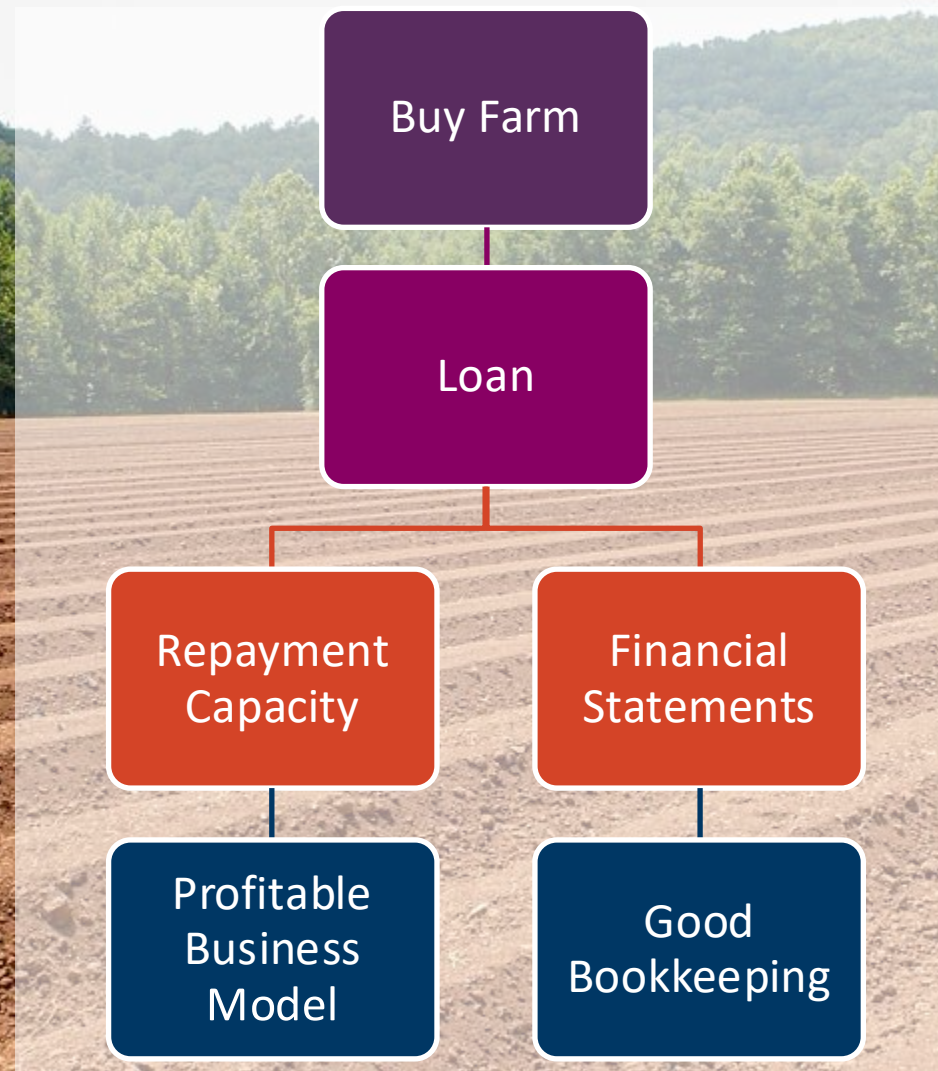 Buy Farm
Loan
Repayment
Capacity
Financial
Statements
Profitable
Business
Model
Good
Bookkeeping